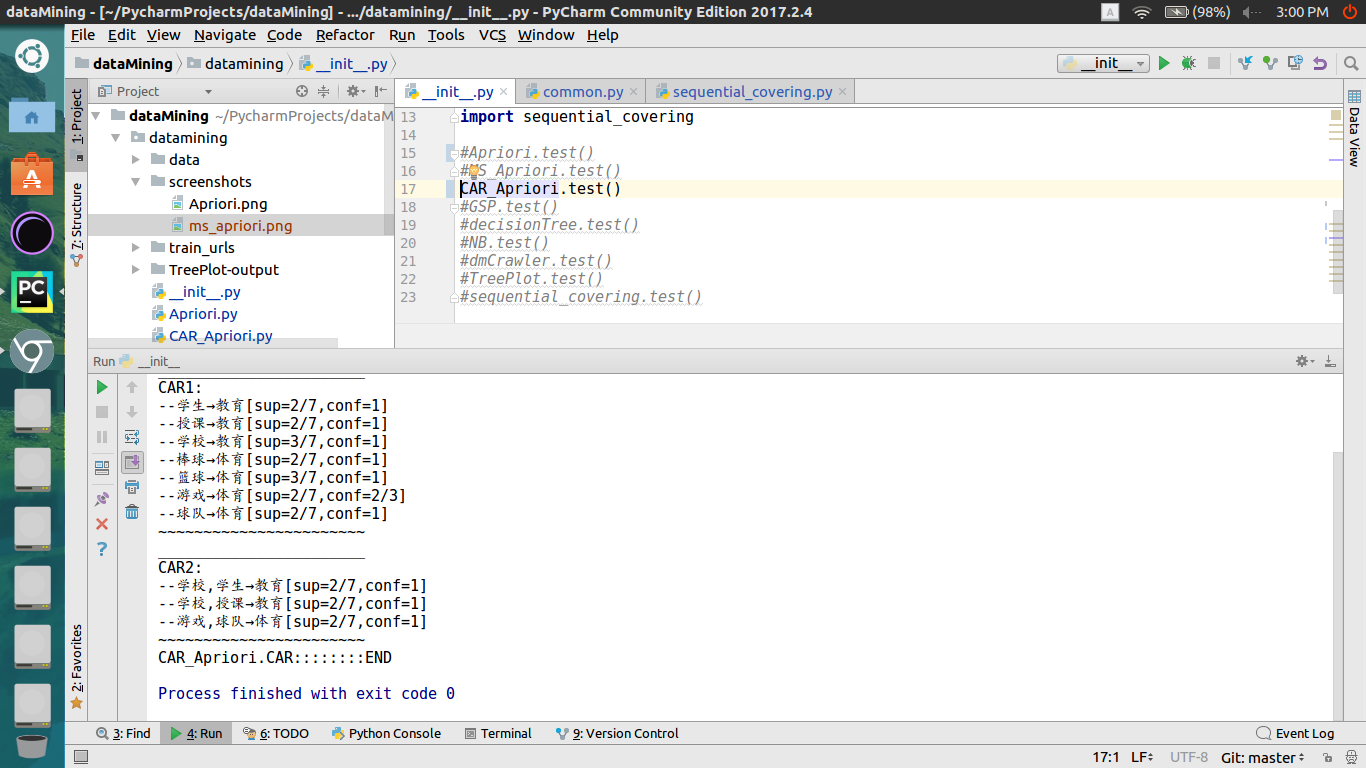 dataMining - [~/PycharmProjects/dataMining] - .../datamining/__init__.py - PyCharm Community Edition 2017.2.4
A (98%) 3:00 PM
File Edit View Navigate Code Refactor Run Tools VCS Window Help
dataMining datamining __init__.py __init__
Project __init__.py common.py sequential_covering.py
1: Project
7: Structure
2: Favorites
Data View
dataMining ~/PycharmProjects/dataM
datamining
data
screenshots
Apriori.png
ms_apriori.png
train_urls
TreePlot-output
__init__.py
Apriori.py
CAR_Apriori.py
13 import sequential_covering
14
15 #Apriori.test()
16 #MS_Apriori.test()
17 CAR_Apriori.test()
18 #GSP.test()
19 #decisionTree.test()
20 #NB.test()
21 #dmCrawler.test()
22 #TreePlot.test()
23 #sequential_covering.test()
Run __init__
_______________________
CAR1:
--学生→教育[sup=2/7,conf=1]
--授课→教育[sup=2/7,conf=1]
--学校→教育[sup=3/7,conf=1]
--棒球→体育[sup=2/7,conf=1]
--篮球→体育[sup=3/7,conf=1]
--游戏→体育[sup=2/7,conf=2/3]
--球队→体育[sup=2/7,conf=1]
~~~~~~~~~~~~~~~~~~~~~~~
_______________________
CAR2:
--学校,学生→教育[sup=2/7,conf=1]
--学校,授课→教育[sup=2/7,conf=1]
--游戏,球队→体育[sup=2/7,conf=1]
~~~~~~~~~~~~~~~~~~~~~~~
CAR_Apriori.CAR::::::::END
Process finished with exit code 0
3: Find 4: Run 6: TODO Python Console Terminal 9: Version Control Event Log
17:1 LF UTF-8 Git: master
PC